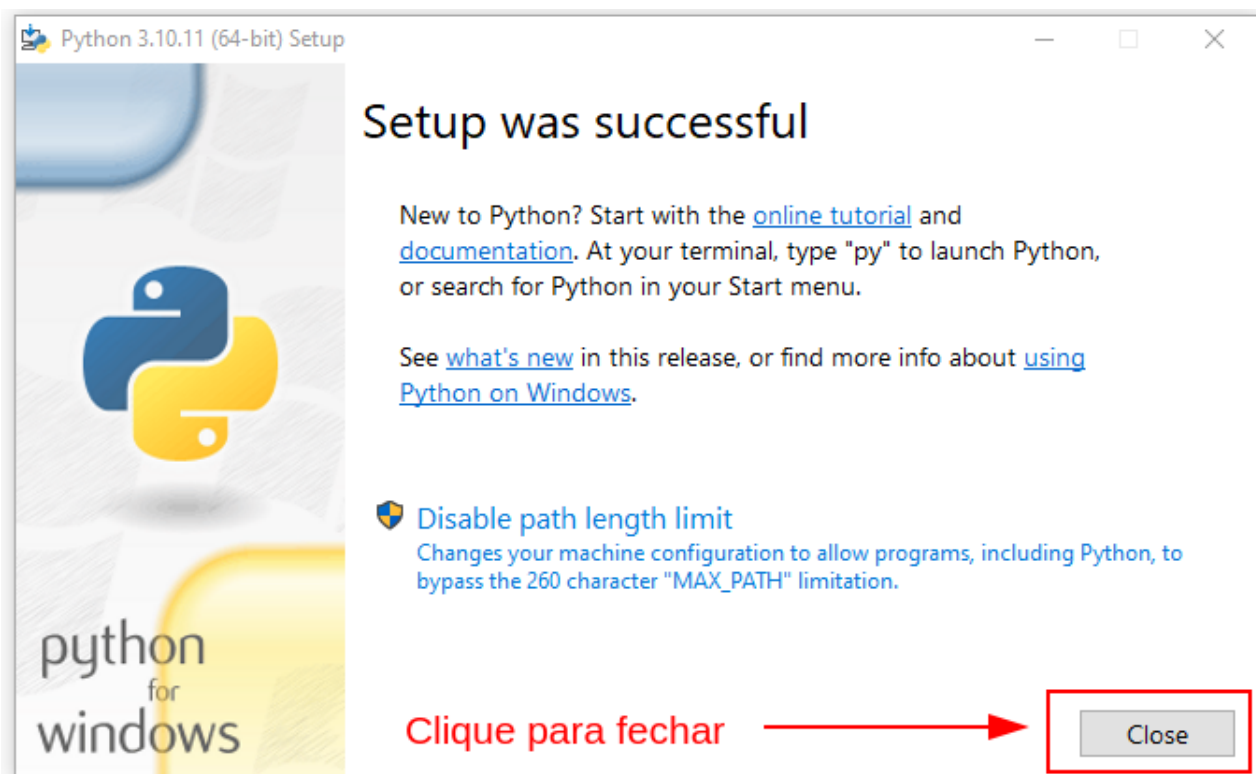 Python 3.10.11 (64-bit) Setup
Setup was successful
New to Python? Start with the online tutorial and
documentation. At your terminal, type "py" to launch Python,
or search for Python in your Start menu.
See what's new in this release, or find more info about using
Python on Windows.
Disable path length limit
Changes your machine configuration to allow programs, including Python, to
bypass the 260 character "MAX_PATH" limitation.
python
for
windows
Clique para fechar
Close